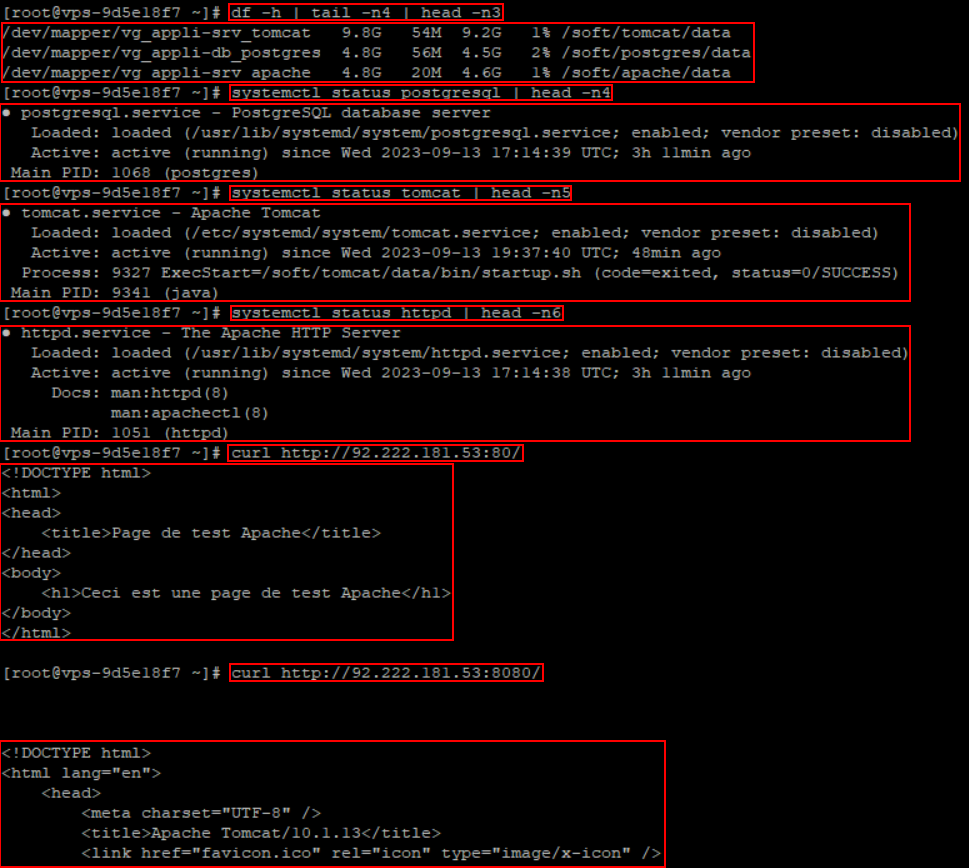 [root@vps-9d5e18f7 ~]# df -h | tail -n4 | head -n3
/dev/mapper/vg_appli-srv_tomcat   9.8G   54M  9.2G   1% /soft/tomcat/data
/dev/mapper/vg_appli-db_postgres  4.8G   56M  4.5G   2% /soft/postgres/data
/dev/mapper/vg_appli-srv_apache   4.8G   20M  4.6G   1% /soft/apache/data
[root@vps-9d5e18f7 ~]# systemctl status postgresql | head -n4
● postgresql.service - PostgreSQL database server
   Loaded: loaded (/usr/lib/systemd/system/postgresql.service; enabled; vendor preset: disabled)
   Active: active (running) since Wed 2023-09-13 17:14:39 UTC; 3h 11min ago
 Main PID: 1068 (postgres)
[root@vps-9d5e18f7 ~]# systemctl status tomcat | head -n5
● tomcat.service - Apache Tomcat
   Loaded: loaded (/etc/systemd/system/tomcat.service; enabled; vendor preset: disabled)
   Active: active (running) since Wed 2023-09-13 19:37:40 UTC; 48min ago
  Process: 9327 ExecStart=/soft/tomcat/data/bin/startup.sh (code=exited, status=0/SUCCESS)
 Main PID: 9341 (java)
[root@vps-9d5e18f7 ~]# systemctl status httpd | head -n6
● httpd.service - The Apache HTTP Server
   Loaded: loaded (/usr/lib/systemd/system/httpd.service; enabled; vendor preset: disabled)
   Active: active (running) since Wed 2023-09-13 17:14:38 UTC; 3h 11min ago
     Docs: man:httpd(8)
           man:apachectl(8)
 Main PID: 1051 (httpd)
[root@vps-9d5e18f7 ~]# curl http://92.222.181.53:80/
<!DOCTYPE html>
<html>
<head>
    <title>Page de test Apache</title>
</head>
<body>
    <h1>Ceci est une page de test Apache</h1>
</body>
</html>
[root@vps-9d5e18f7 ~]# curl http://92.222.181.53:8080/
<!DOCTYPE html>
<html lang="en">
    <head>
        <meta charset="UTF-8" />
        <title>Apache Tomcat/10.1.13</title>
        <link href="favicon.ico" rel="icon" type="image/x-icon" />